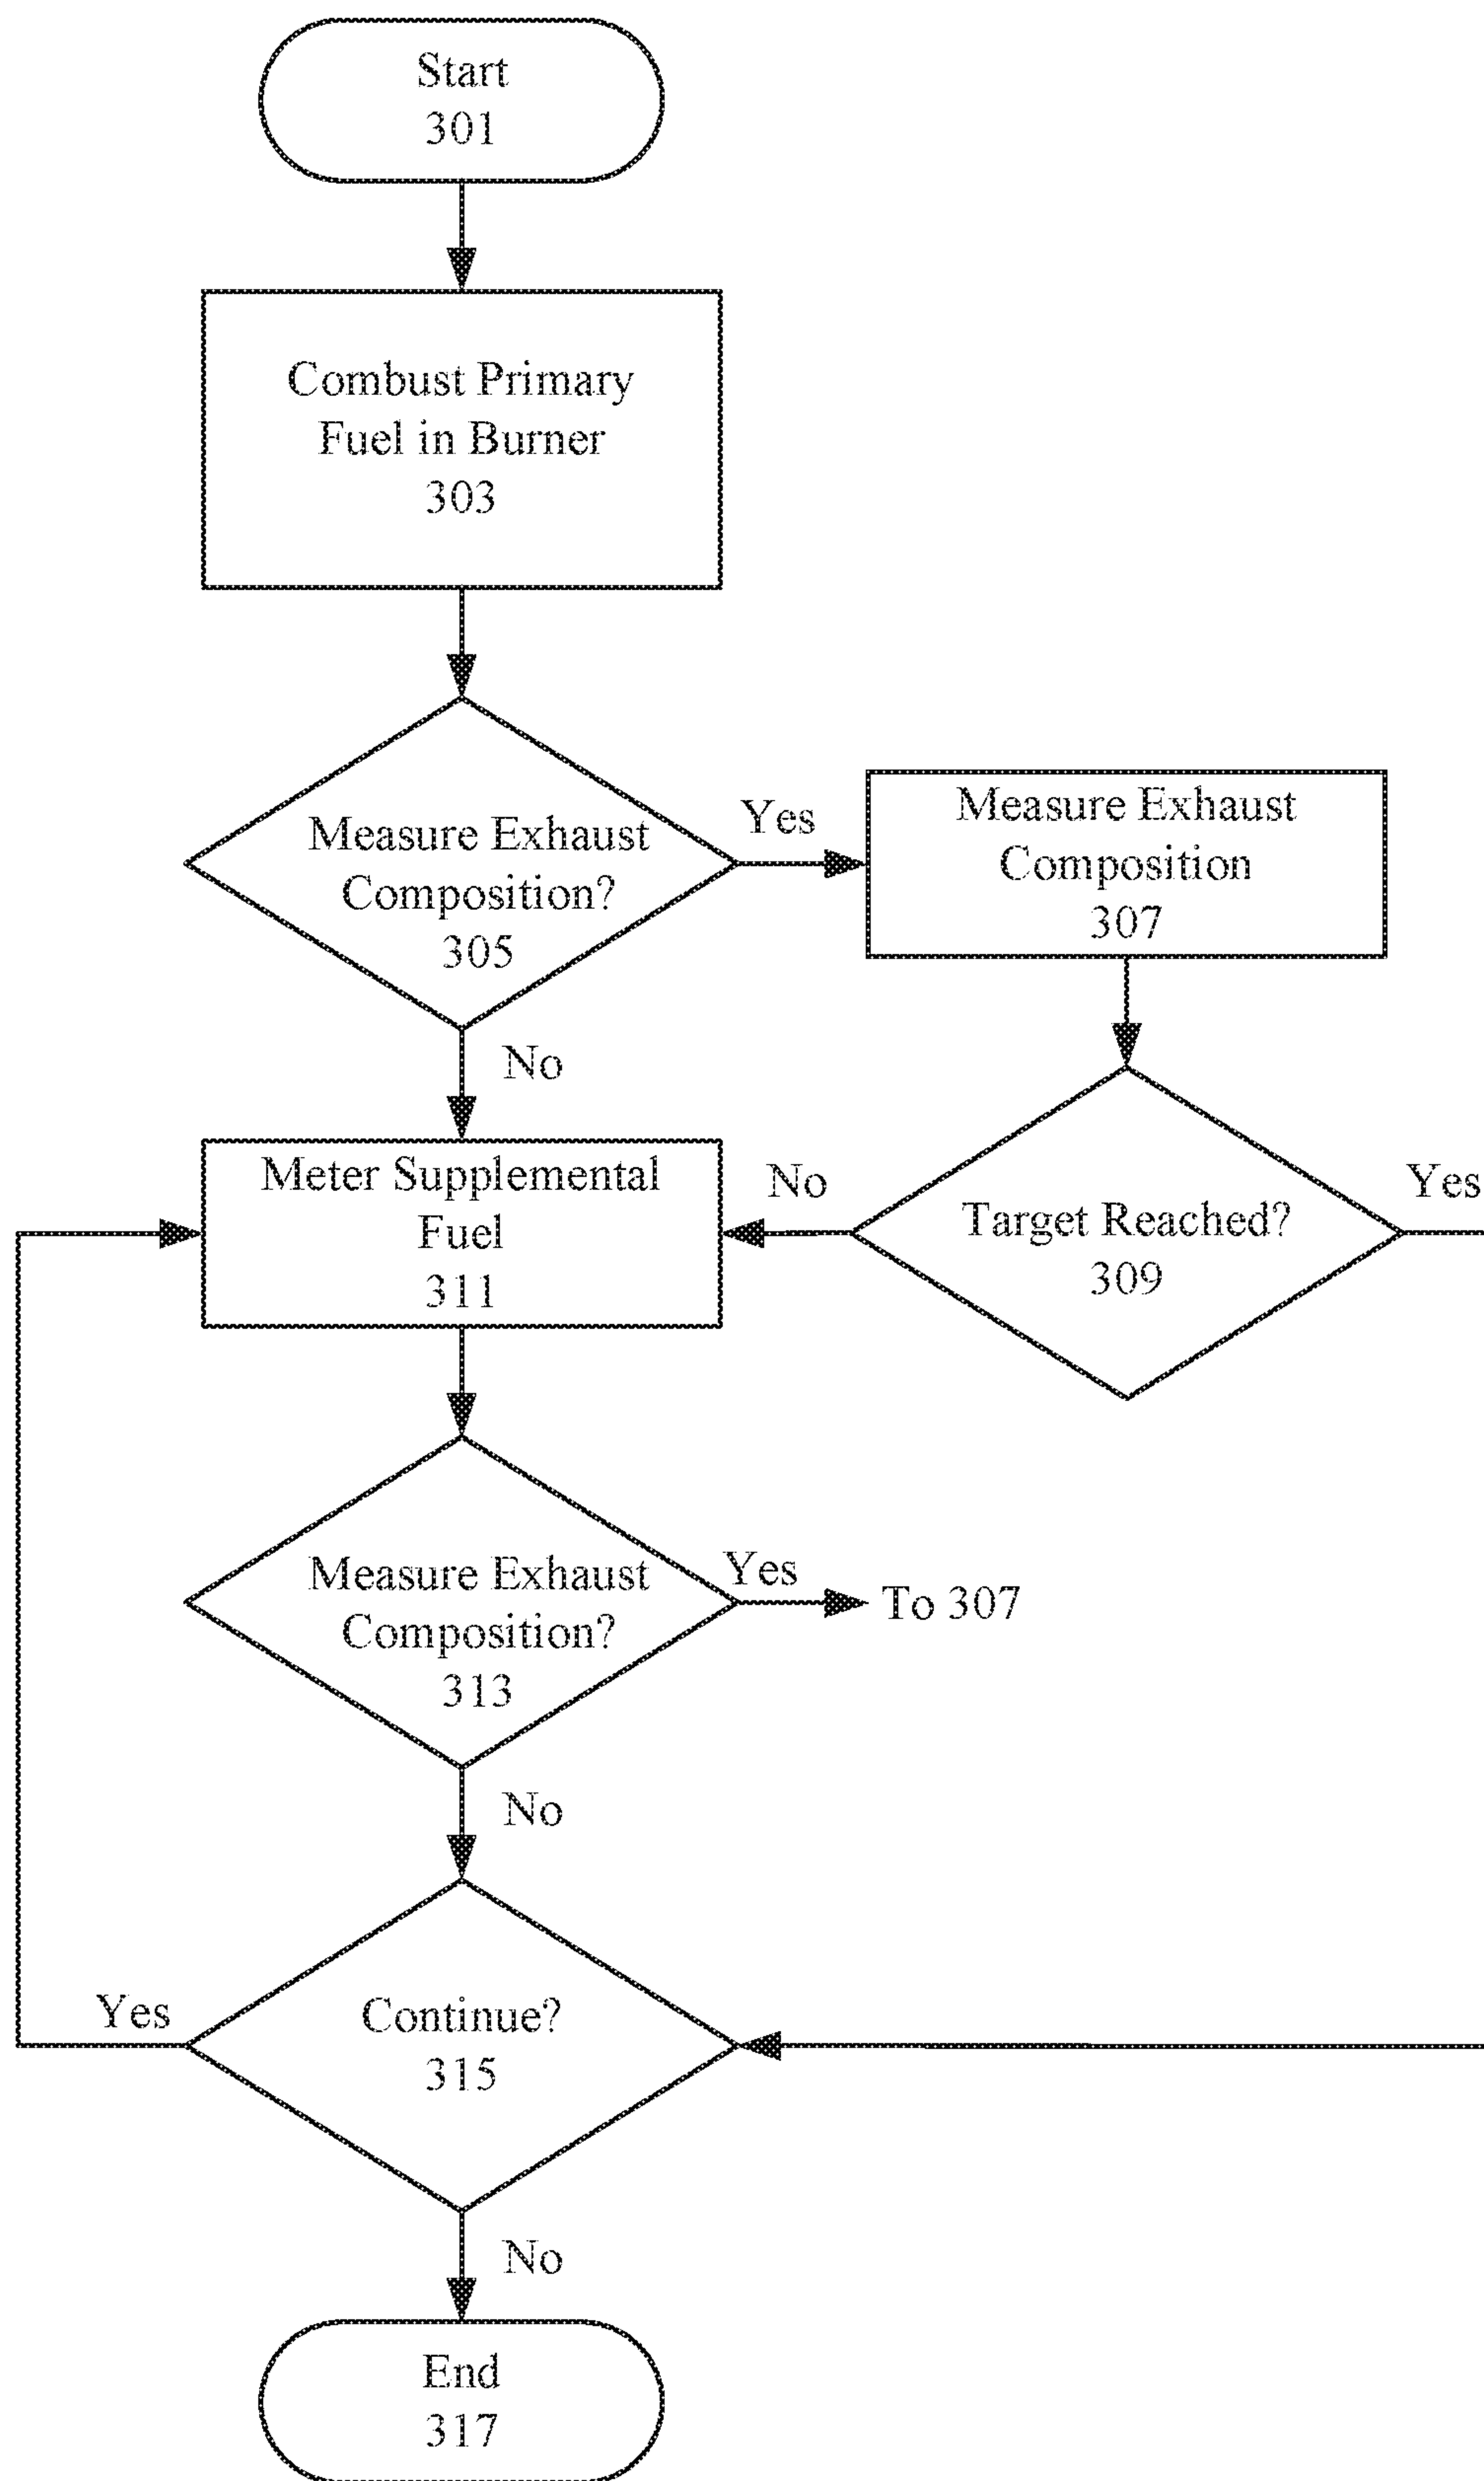 Start
301
Combust Primary
Fuel in Burner
303
Measure Exhaust
Composition?
305
Yes
Measure Exhaust
Composition
307
No
Meter Supplemental
Fuel
311
No
Target Reached?
309
Yes
Measure Exhaust
Composition?
313
Yes
To 307
No
Yes
Continue?
315
No
End
317